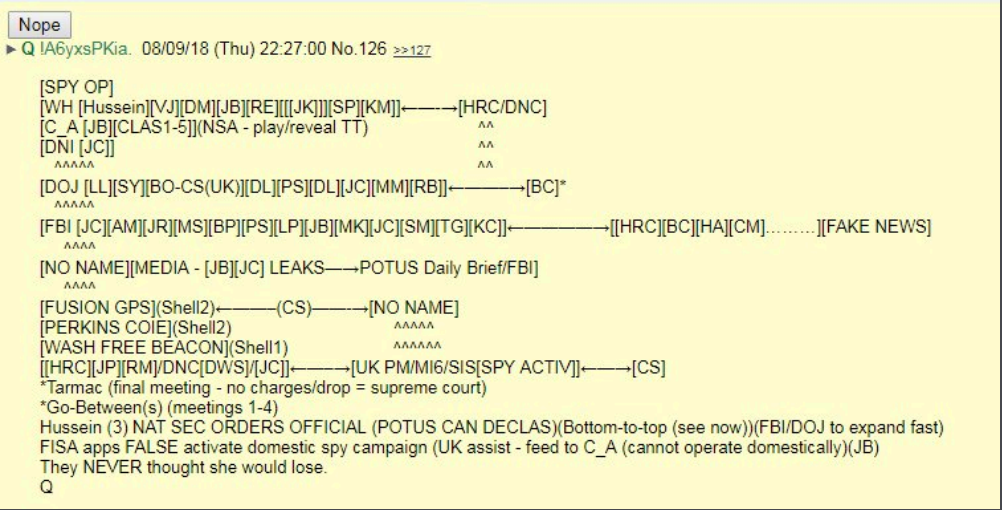 Nope
▶ Q !A6yxsPKia. 08/09/18 (Thu) 22:27:00 No.126 >>127
[SPY OP]
[WH [Hussein][VJ][DM][JB][RE][[[JK]]][SP][KM]]←—-→[HRC/DNC]
[C_A [JB][CLAS1-5]](NSA - play/reveal TT) ^^
[DNI [JC]] ^^
^^^^^ ^^
[DOJ [LL][SY][BO-CS(UK)][DL][PS][DL][JC][MM][RB]]←———→[BC]*
^^^^^
[FBI [JC][AM][JR][MS][BP][PS][LP][JB][MK][JC][SM][TG][KC]]←————→[[HRC][BC][HA][CM]………][FAKE NEWS]
^^^^
[NO NAME][MEDIA - [JB][JC] LEAKS—→POTUS Daily Brief/FBI]
^^^^
[FUSION GPS](Shell2)←——–(CS)——-→[NO NAME]
[PERKINS COIE](Shell2) ^^^^^
[WASH FREE BEACON](Shell1) ^^^^^^
[[HRC][JP][RM]/DNC[DWS]/[JC]]←——→[UK PM/MI6/SIS[SPY ACTIV]]←—→[CS]
*Tarmac (final meeting - no charges/drop = supreme court)
*Go-Between(s) (meetings 1-4)
Hussein (3) NAT SEC ORDERS OFFICIAL (POTUS CAN DECLAS)(Bottom-to-top (see now))(FBI/DOJ to expand fast)
FISA apps FALSE activate domestic spy campaign (UK assist - feed to C_A (cannot operate domestically)(JB)
They NEVER thought she would lose.
Q